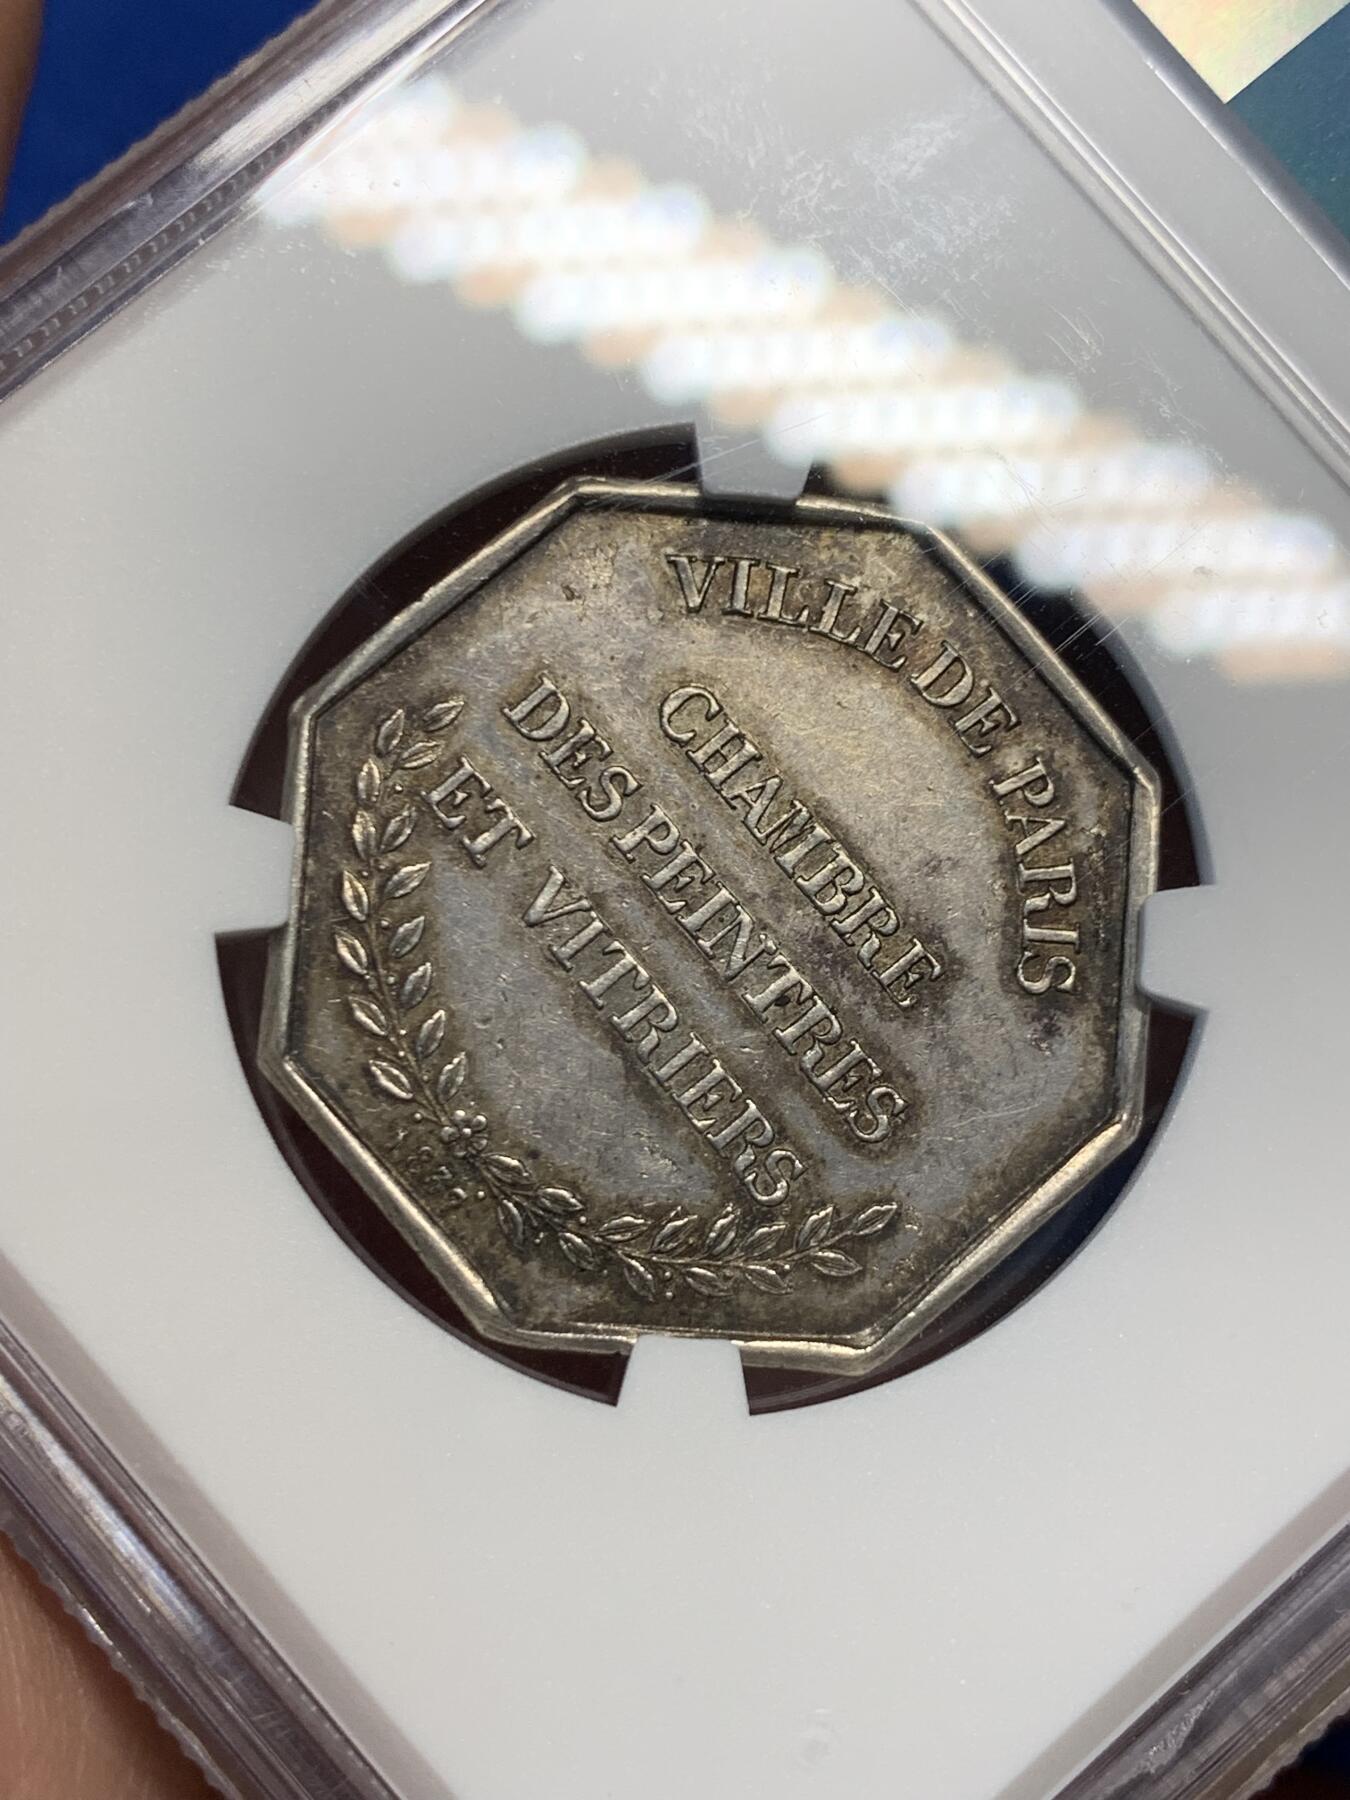 VILLE DE PARIS
CHAMBRE
DES PEINTRES
ET VITRIERS